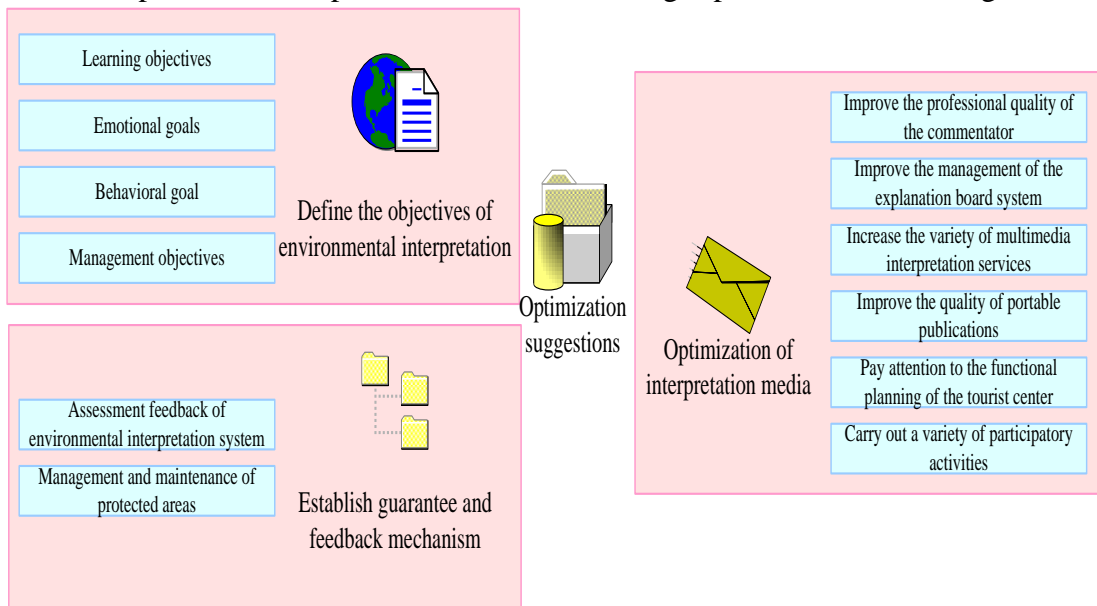 Learning objectives
Emotional goals
Behavioral goal
Management objectives
Define the objectives of
environmental interpretation
Assessment feedback of
environmental interpretation system
Management and maintenance of
protected areas
Establish guarantee and
feedback mechanism
Optimization
suggestions
Optimization of
interpretation media
Improve the professional quality of
the commentator
Improve the management of the
explanation board system
Increase the variety of multimedia
interpretation services
Improve the quality of portable
publications
Pay attention to the functional
planning of the tourist center
Carry out a variety of participatory
activities